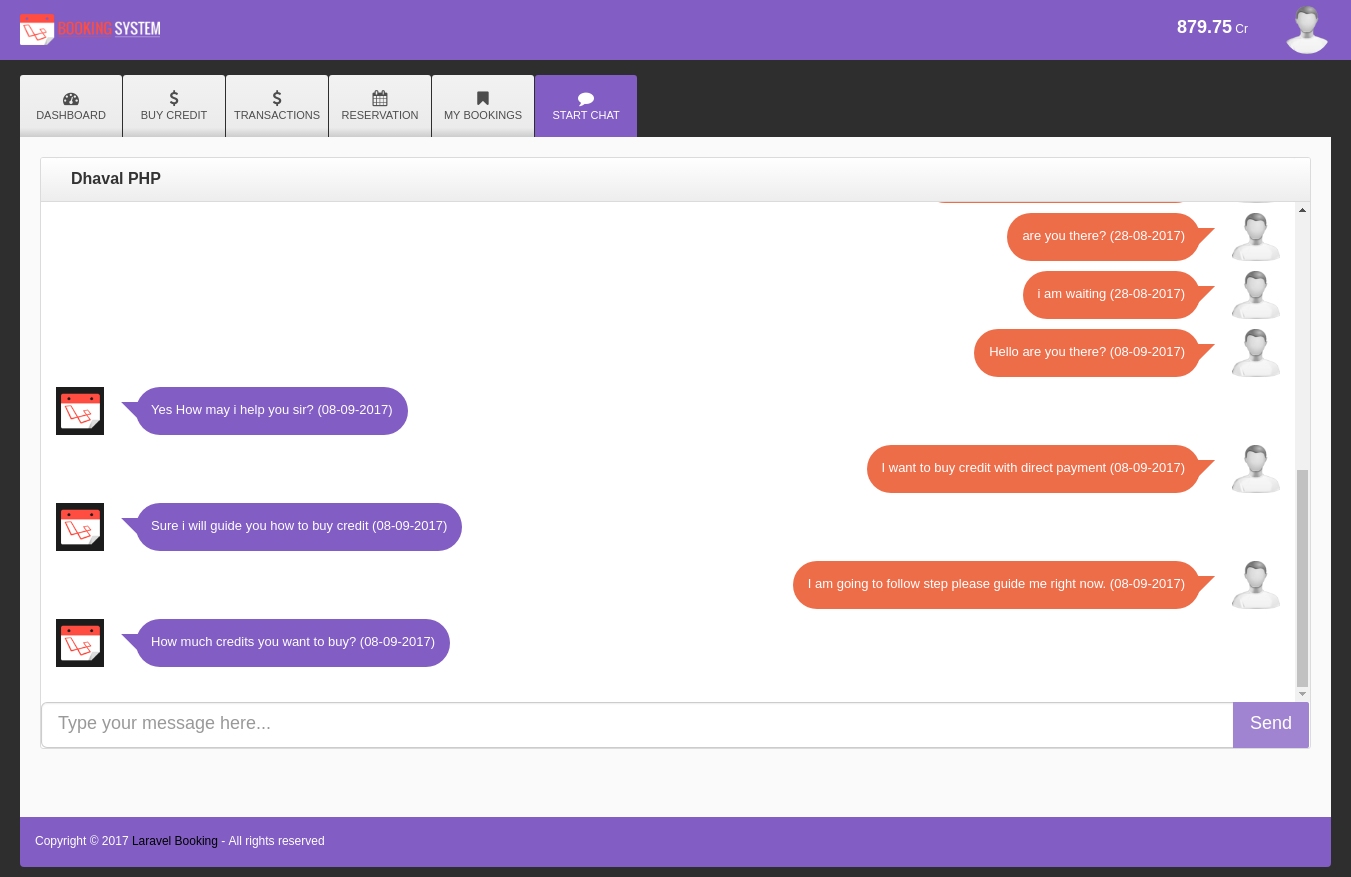 BOOKING SYSTEM
879.75 Cr
DASHBOARD
BUY CREDIT
TRANSACTIONS
RESERVATION
MY BOOKINGS
START CHAT
Dhaval PHP
are you there? (28-08-2017)
i am waiting (28-08-2017)
Hello are you there? (08-09-2017)
Yes How may i help you sir? (08-09-2017)
I want to buy credit with direct payment (08-09-2017)
Sure i will guide you how to buy credit (08-09-2017)
I am going to follow step please guide me right now. (08-09-2017)
How much credits you want to buy? (08-09-2017)
Type your message here...
Send
Copyright © 2017 Laravel Booking - All rights reserved